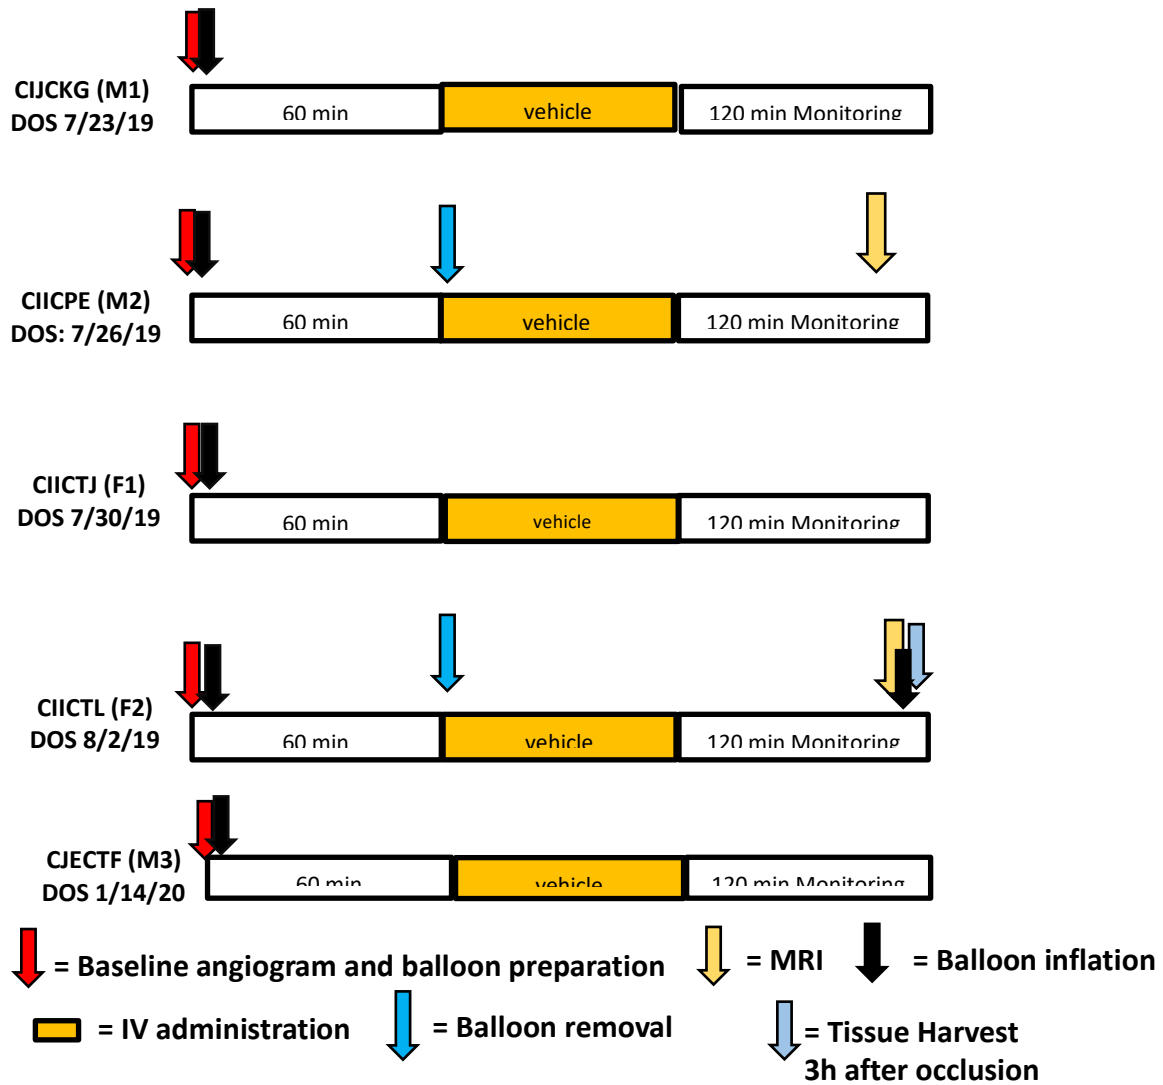 CIJCKG (M1)
DOS 7/23/19
60 min
vehicle
120 min Monitoring
CIICPE (M2)
DOS: 7/26/19
60 min
vehicle
120 min Monitoring
CIICTJ (F1)
DOS 7/30/19
60 min
vehicle
120 min Monitoring
CIICTL (F2)
DOS 8/2/19
60 min
vehicle
120 min Monitoring
CJECTF (M3)
DOS 1/14/20
60 min
vehicle
120 min Monitoring
= Baseline angiogram and balloon preparation
= MRI
= Balloon inflation
= IV administration
= Balloon removal
= Tissue Harvest
3h after occlusion